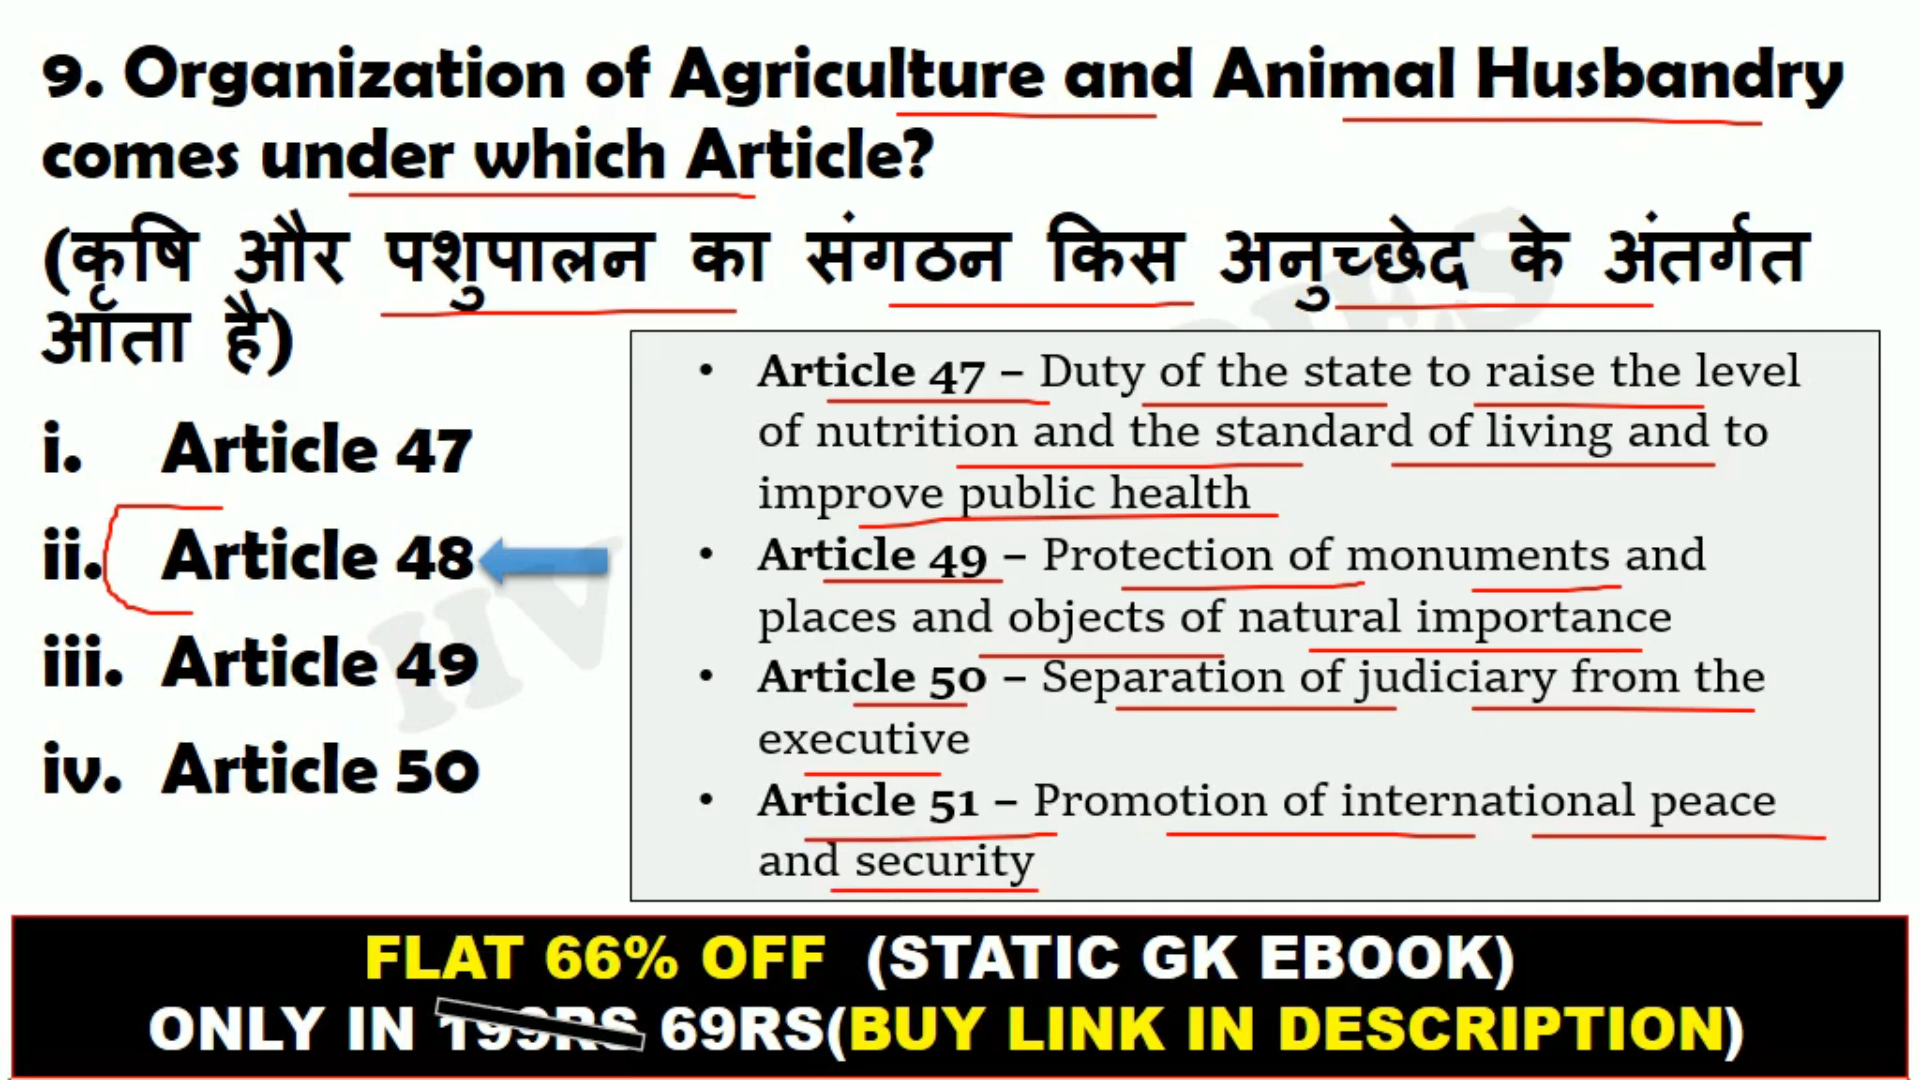 9. Organization of Agriculture and Animal Husbandry
comes under which Article?
(कृषि और पशुपालन का संगठन किस अनुच्छेद के अंतर्गत
आता है)
i. Article 47
ii. Article 48
iii. Article 49
iv. Article 50
• Article 47 – Duty of the state to raise the level
of nutrition and the standard of living and to
improve public health
• Article 49 – Protection of monuments and
places and objects of natural importance
• Article 50 – Separation of judiciary from the
executive
• Article 51 – Promotion of international peace
and security
FLAT 66% OFF (STATIC GK EBOOK)
ONLY IN 199RS 69RS(BUY LINK IN DESCRIPTION)